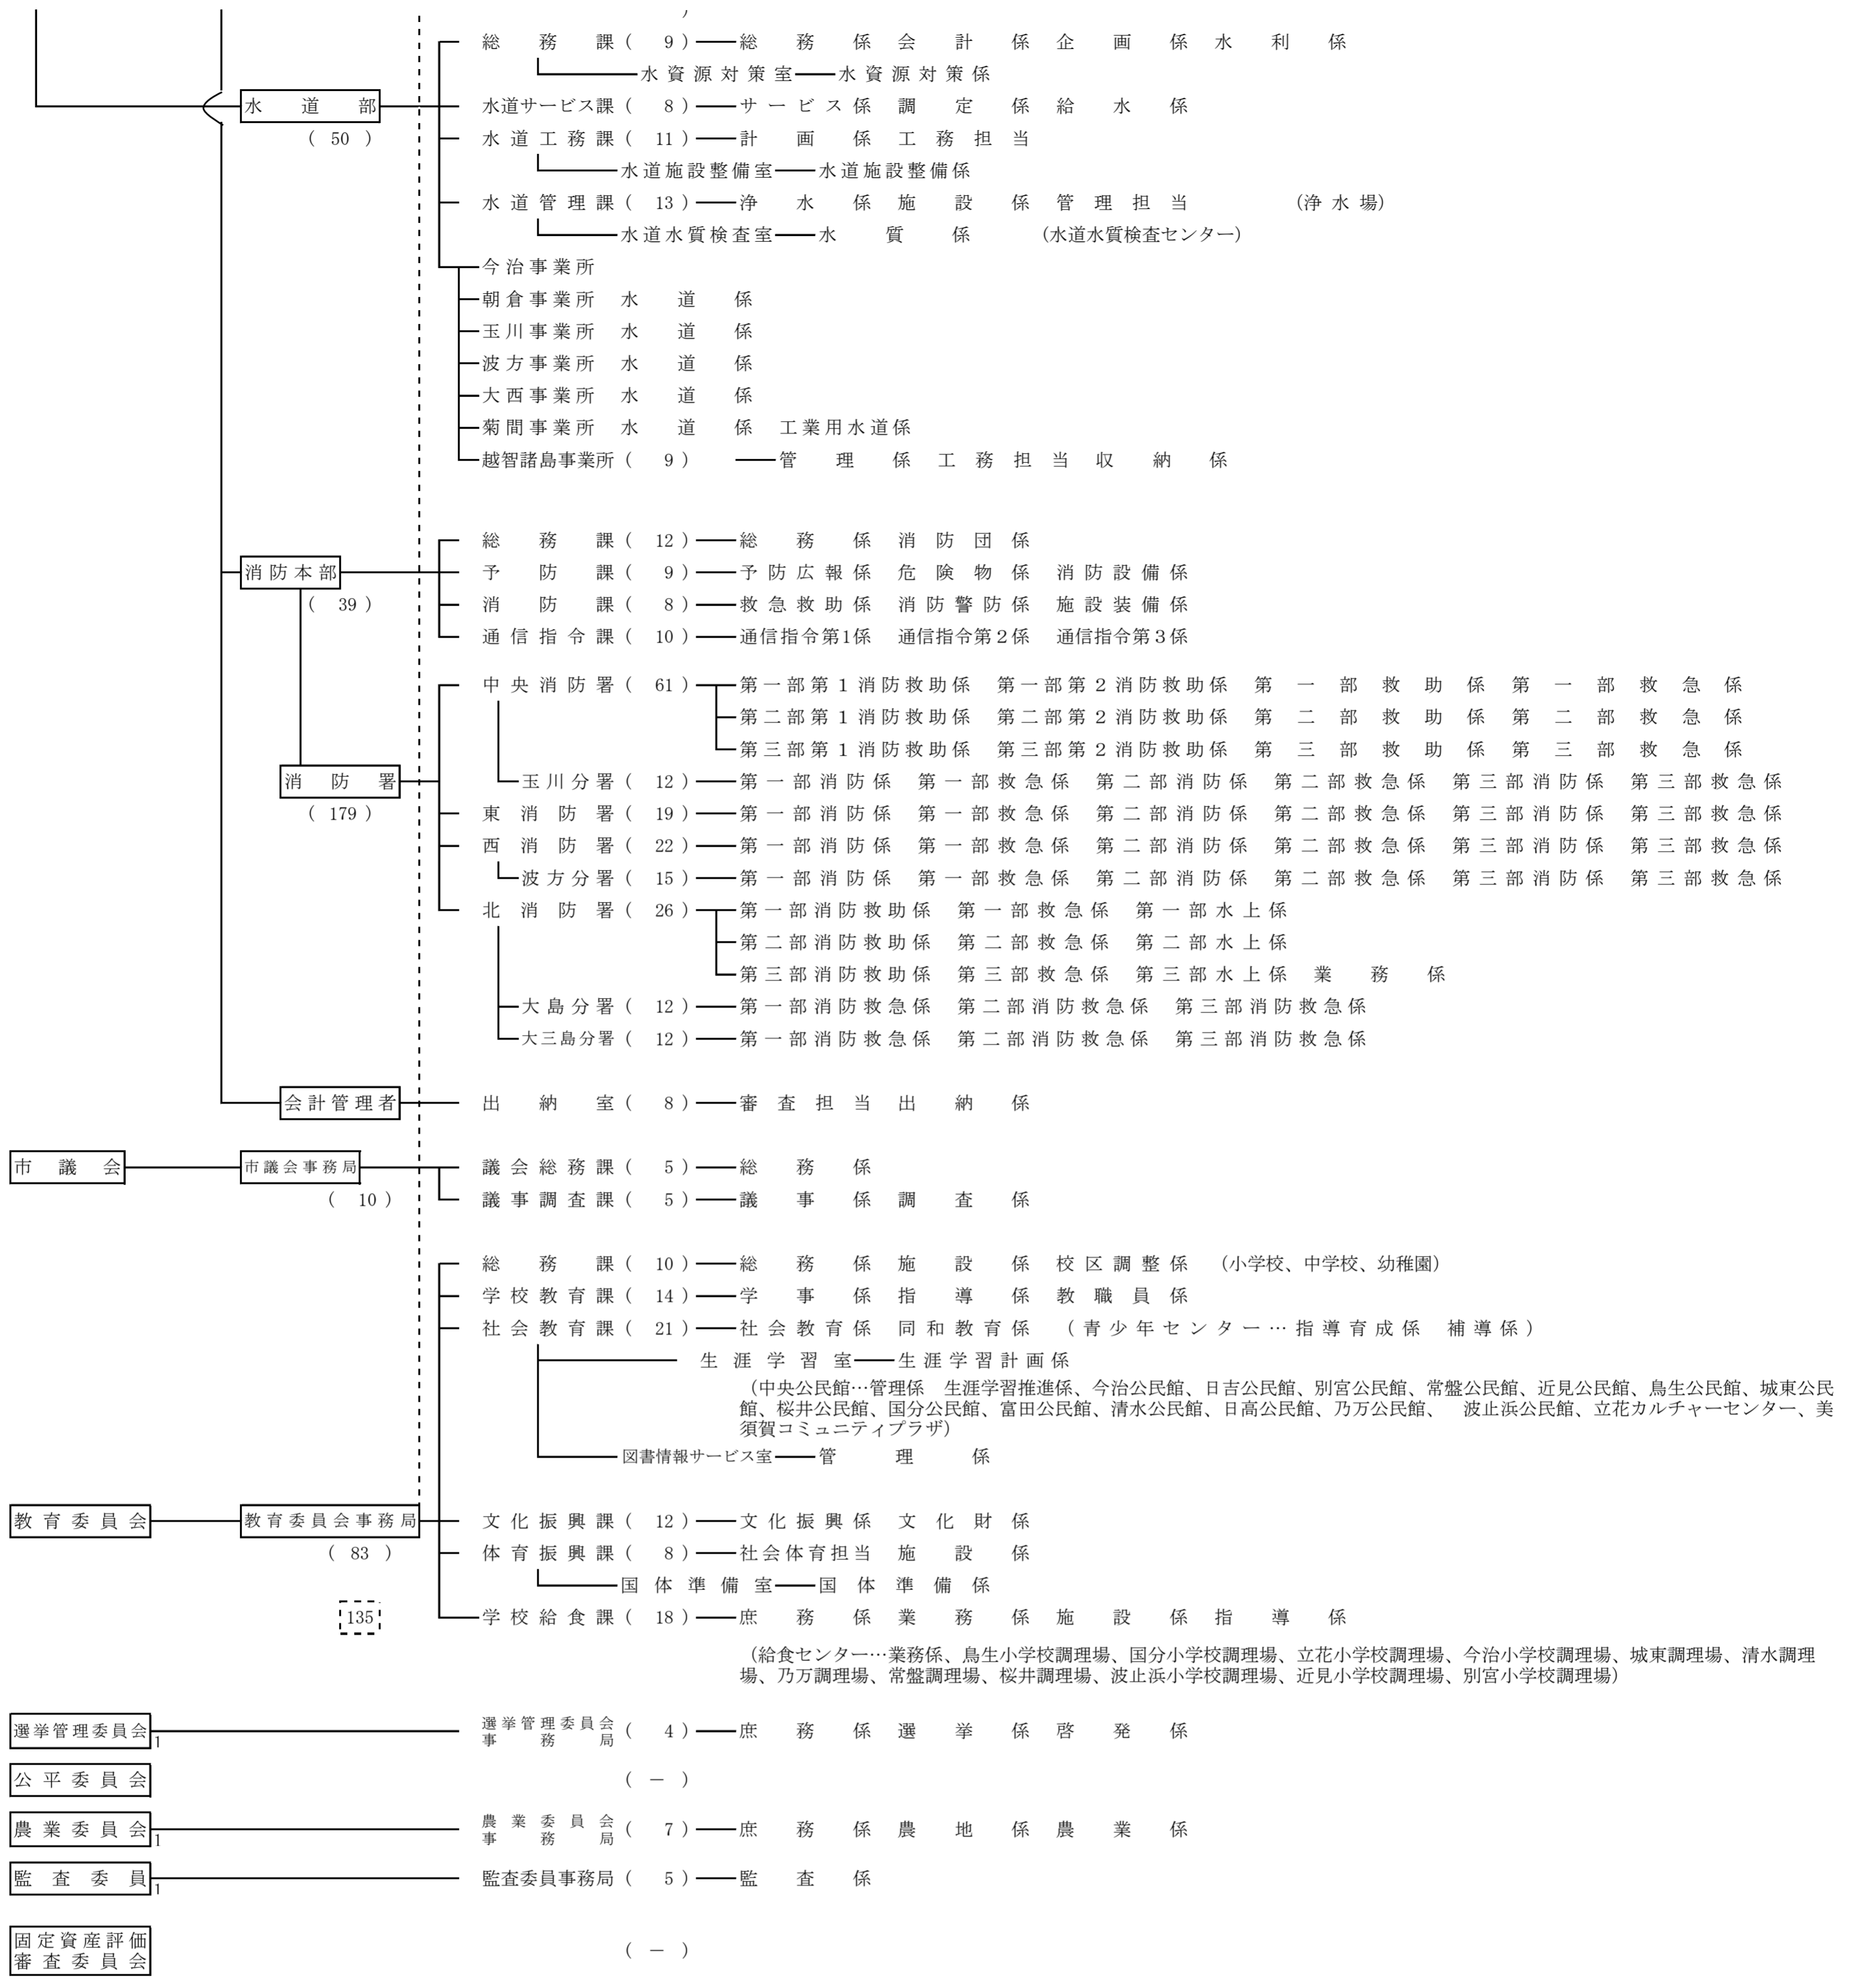 総務課( 9 ) 総務係 会計係 企画係 水利係
水資源対策室 水資源対策係
水道部 水道サービス課( 8 ) サービス係 調定係 給水係
( 50 ) 水道工務課( 11 ) 計画係 工務担当
水道施設整備室 水道施設整備係
水道管理課( 13 ) 浄水係 施設係 管理担当 (浄水場)
水道水質検査室 水質係 (水道水質検査センター)
今治事業所
朝倉事業所 水道係
玉川事業所 水道係
波方事業所 水道係
大西事業所 水道係
菊間事業所 水道係 工業用水道係
越智諸島事業所( 9 ) 管理係 工務担当 収納係
総務課( 12 ) 総務係 消防団係
消防本部 予防課( 9 ) 予防広報係 危険物係 消防設備係
( 39 ) 消防課( 8 ) 救急救助係 消防警防係 施設装備係
通信指令課( 10 ) 通信指令第1係 通信指令第2係 通信指令第3係
中央消防署( 61 ) 第一部第1消防救助係 第一部第2消防救助係 第一部救助係 第一部救急係
第二部第1消防救助係 第二部第2消防救助係 第二部救助係 第二部救急係
第三部第1消防救助係 第三部第2消防救助係 第三部救助係 第三部救急係
消防署 玉川分署( 12 ) 第一部消防係 第一部救急係 第二部消防係 第二部救急係 第三部消防係 第三部救急係
( 179 ) 東消防署( 19 ) 第一部消防係 第一部救急係 第二部消防係 第二部救急係 第三部消防係 第三部救急係
西消防署( 22 ) 第一部消防係 第一部救急係 第二部消防係 第二部救急係 第三部消防係 第三部救急係
波方分署( 15 ) 第一部消防係 第一部救急係 第二部消防係 第二部救急係 第三部消防係 第三部救急係
北消防署( 26 ) 第一部消防救助係 第一部救急係 第一部水上係
第二部消防救助係 第二部救急係 第二部水上係
第三部消防救助係 第三部救急係 第三部水上係 業務係
大島分署( 12 ) 第一部消防救急係 第二部消防救急係 第三部消防救急係
大三島分署( 12 ) 第一部消防救急係 第二部消防救急係 第三部消防救急係
会計管理者 出納室( 8 ) 審査担当 出納係
市議会 市議会事務局 議会総務課( 5 ) 総務係
( 10 ) 議事調査課( 5 ) 議事係 調査係
総務課( 10 ) 総務係 施設係 校区調整係 (小学校、中学校、幼稚園)
学校教育課( 14 ) 学事係 指導係 教職員係
社会教育課( 21 ) 社会教育係 同和教育係 (青少年センター…指導育成係 補導係)
生涯学習室 生涯学習計画係
(中央公民館…管理係 生涯学習推進係、今治公民館、日吉公民館、別宮公民館、常盤公民館、近見公民館、鳥生公民館、城東公民
館、桜井公民館、国分公民館、富田公民館、清水公民館、日高公民館、乃万公民館、 波止浜公民館、立花カルチャーセンター、美
須賀コミュニティプラザ)
図書情報サービス室 管理係
教育委員会 教育委員会事務局 文化振興課( 12 ) 文化振興係 文化財係
( 83 ) 体育振興課( 8 ) 社会体育担当 施設係
国体準備室 国体準備係
135 学校給食課( 18 ) 庶務係 業務係 施設係 指導係
(給食センター…業務係、鳥生小学校調理場、国分小学校調理場、立花小学校調理場、今治小学校調理場、城東調理場、清水調理
場、乃万調理場、常盤調理場、桜井調理場、波止浜小学校調理場、近見小学校調理場、別宮小学校調理場)
選挙管理委員会 1 選挙管理委員会
事務局 ( 4 ) 庶務係 選挙係 啓発係
公平委員会 ( － )
農業委員会 1 農業委員会
事務局 ( 7 ) 庶務係 農地係 農業係
監査委員 1 監査委員事務局( 5 ) 監査係
固定資産評価
審査委員会 ( － )